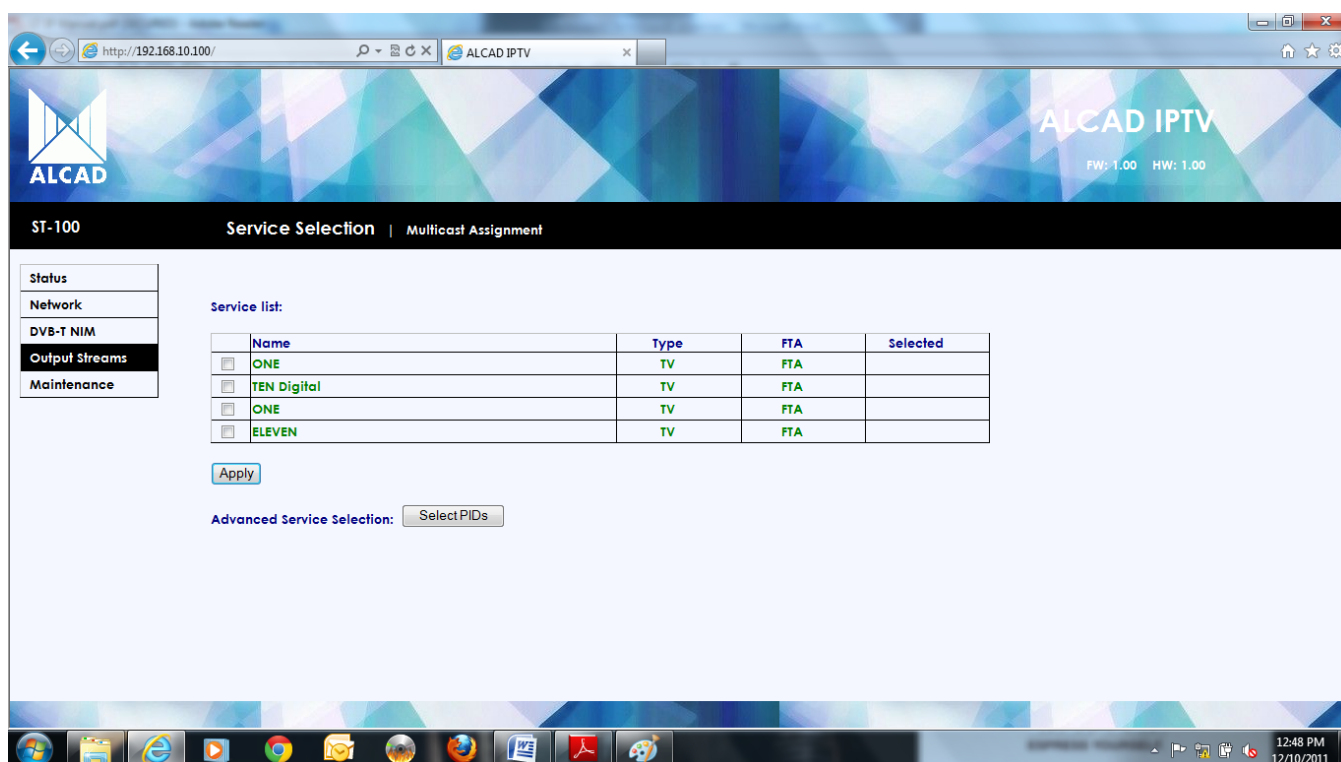 http://192.168.10.100/
ALCAD IPTV
ALCAD
ALCAD IPTV
FW: 1.00 HW: 1.00
ST-100
Service Selection | Multicast Assignment
Status
Network
DVB-T NIM
Output Streams
Maintenance
Service list:
Name Type FTA Selected
ONE TV FTA
TEN Digital TV FTA
ONE TV FTA
ELEVEN TV FTA
Apply
Advanced Service Selection: Select PIDs
12:48 PM
12/10/2011